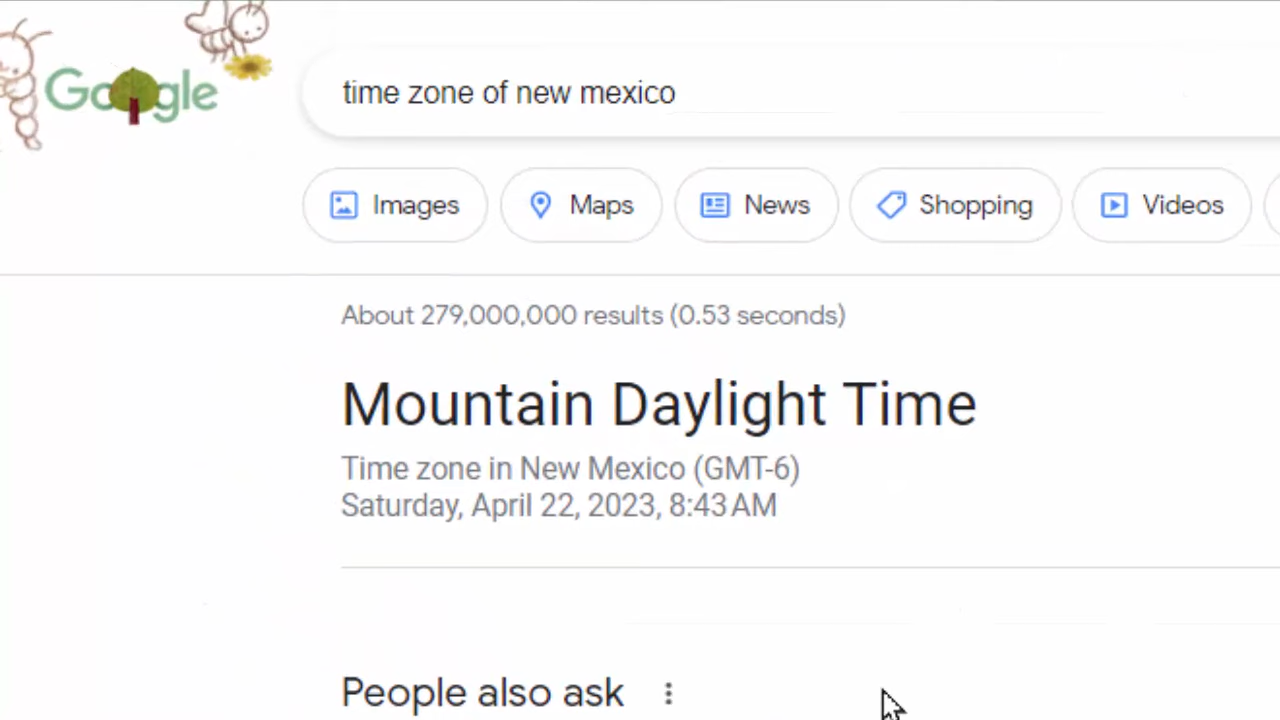 Google
time zone of new mexico
Images Maps News Shopping Videos
About 279,000,000 results (0.53 seconds)
Mountain Daylight Time
Time zone in New Mexico (GMT-6)
Saturday, April 22, 2023, 8:43 AM
People also ask